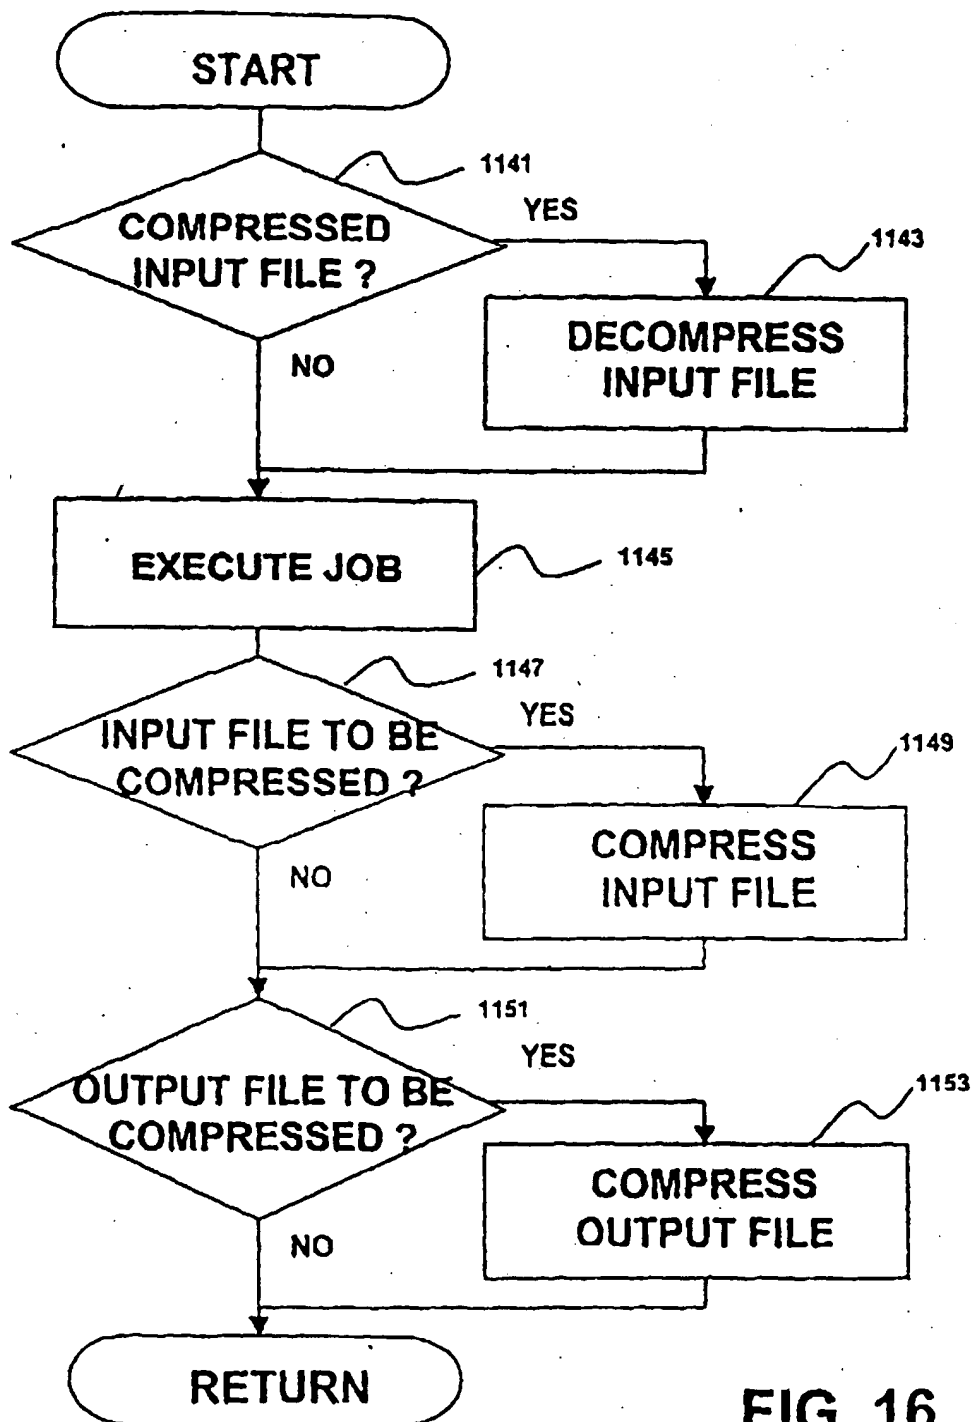 START
1141
COMPRESSED
INPUT FILE ?
YES
1143
DECOMPRESS
INPUT FILE
NO
EXECUTE JOB
1145
1147
INPUT FILE TO BE
COMPRESSED ?
YES
1149
COMPRESS
INPUT FILE
NO
1151
OUTPUT FILE TO BE
COMPRESSED ?
YES
1153
COMPRESS
OUTPUT FILE
NO
RETURN
FIG. 16